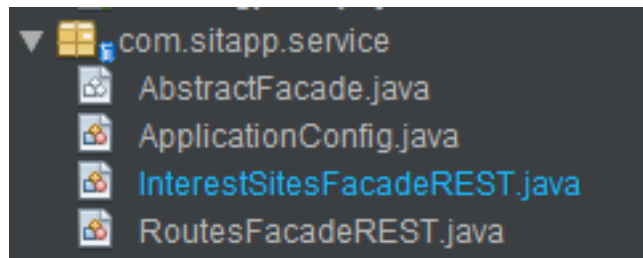 com.sitapp.service
AbstractFacade.java
ApplicationConfig.java
InterestSitesFacadeREST.java
RoutesFacadeREST.java